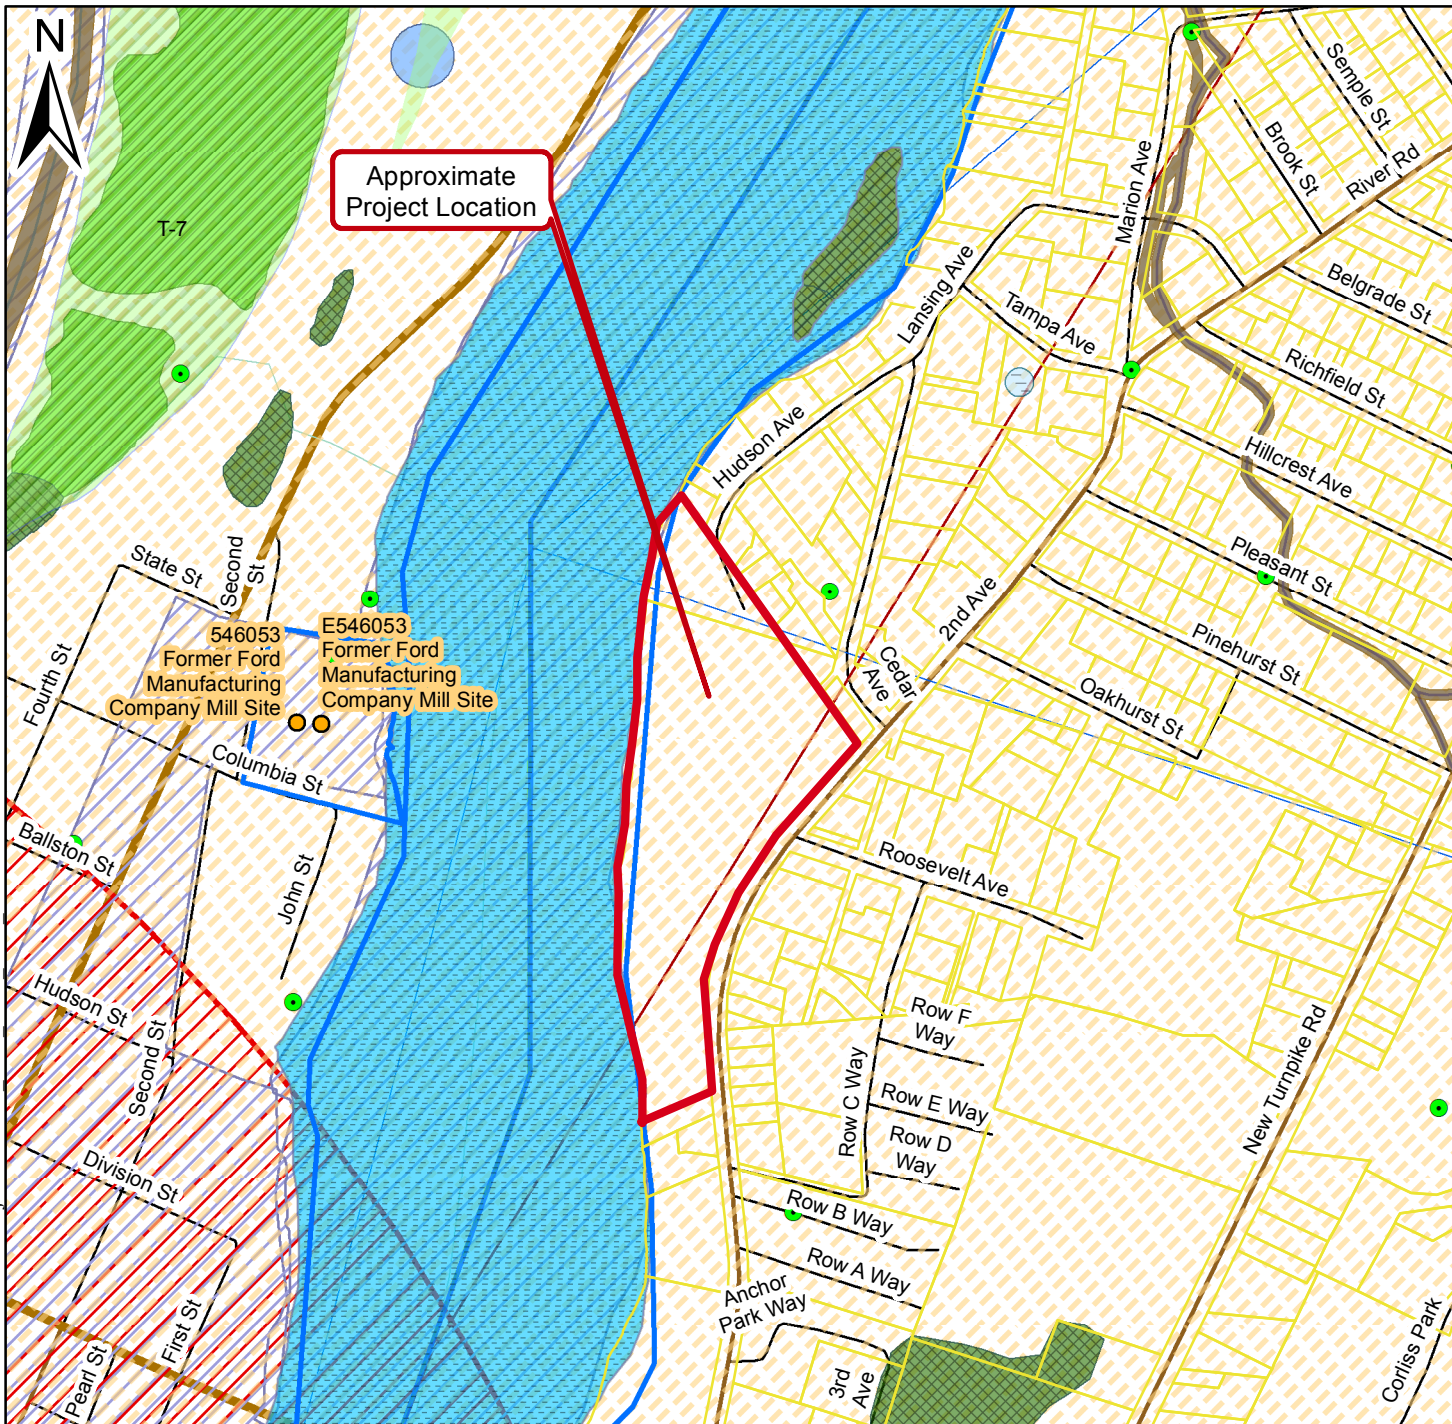 N
Approximate
Project Location
T-7
Semple St
Brook St
River Rd
Marion Ave
Belgrade St
Lansing Ave
Tampa Ave
Richfield St
Hudson Ave
Hillcrest Ave
Pleasant St
State St
Second
St
2nd Ave
Pinehurst St
546053
Former Ford
Manufacturing
Company Mill Site
E546053
Former Ford
Manufacturing
Company Mill Site
Fourth St
Cedar
Ave
Oakhurst St
Columbia St
Ballston St
John St
Roosevelt Ave
Hudson St
Second St
Row F
Way
New Turnpike Rd
Row C Way
Row E Way
Row D
Way
Division St
Row B Way
Row A Way
Anchor
Park Way
First St
Pearl St
3rd
Ave
Corliss Park